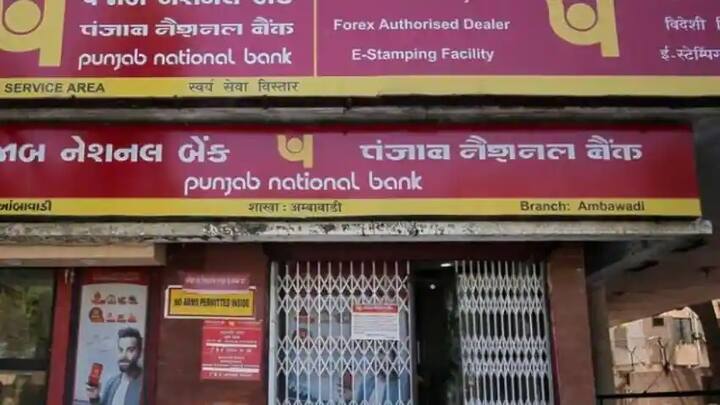 પંજાબ નેશનલ બેંક
पंजाब नैशनल बैंक
punjab national bank
SERVICE AREA
स्वयं सेवा विस्तार
Forex Authorised Dealer
E-Stamping Facility
विदेशी
ई-स्टेम्पिंग
જાબ નેશનલ બેંક
पंजाब नैशनल बैंक
punjab national bank
આંબાવાડી
शाखा : अम्बावाडी
Branch: Ambawadi
NO ARMS PERMITTED INSIDE